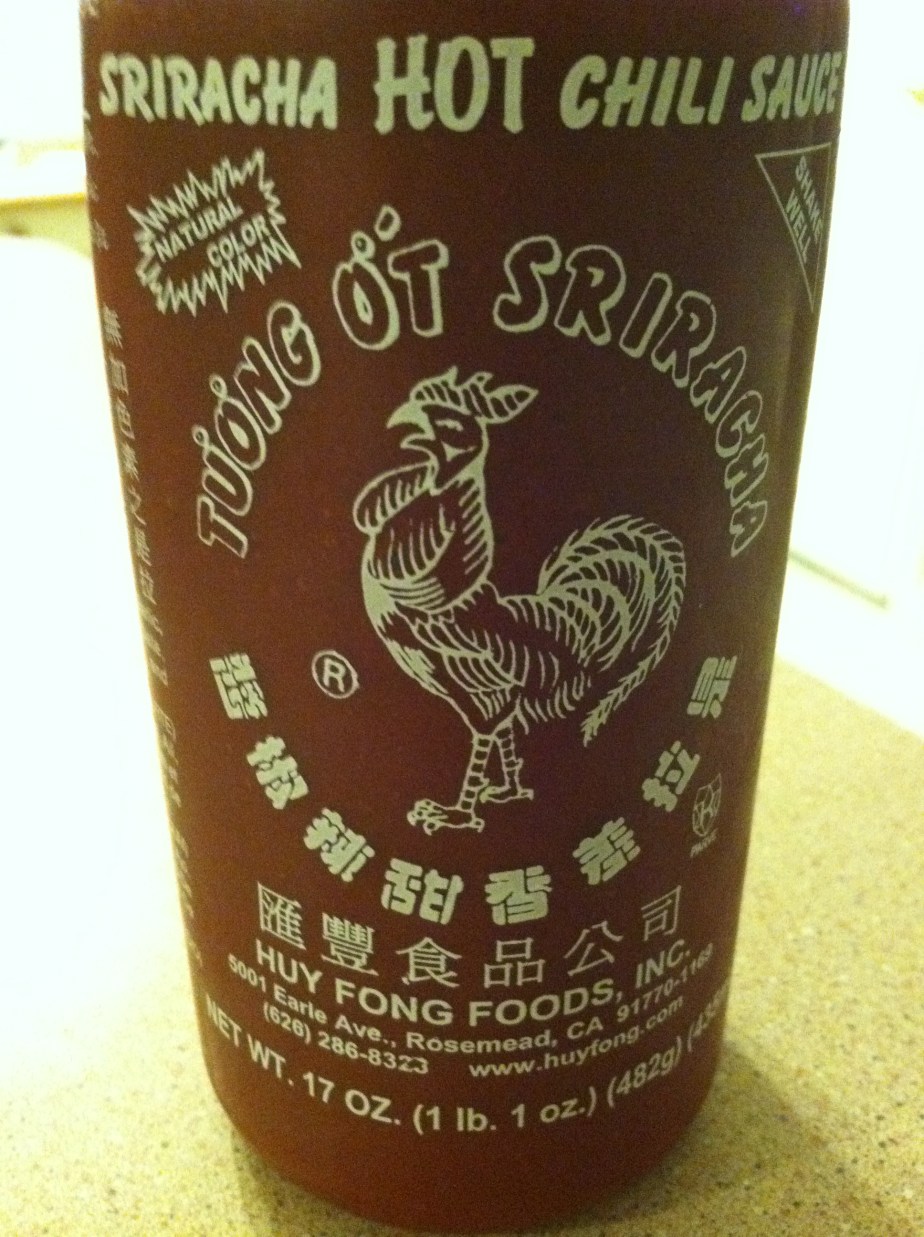 SRIRACHA HOT CHILI SAUCE
NATURAL
COLOR
SHAKE
WELL
TƯƠNG ỚT SRIRACHA
®
是拉差香甜辣椒醬
匯豐食品公司
HUY FONG FOODS, INC.
5001 Earle Ave., Rosemead, CA 91770-1169
(626) 286-8323 www.huyfong.com
NET WT. 17 OZ. (1 lb. 1 oz.) (482g)